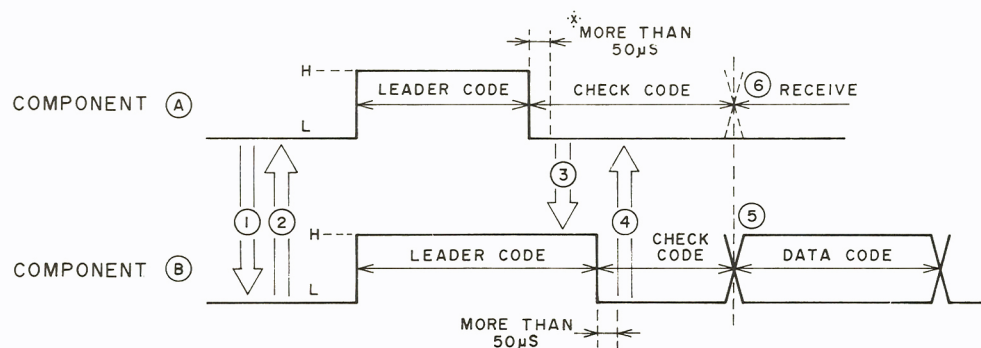 ※
MORE THAN
50µS
H
COMPONENT Ⓐ
LEADER CODE
CHECK CODE
⑥ RECEIVE
L
① ② ③ ④ ⑤
H
COMPONENT Ⓑ
LEADER CODE
CHECK
CODE
DATA CODE
L
MORE THAN
50µS